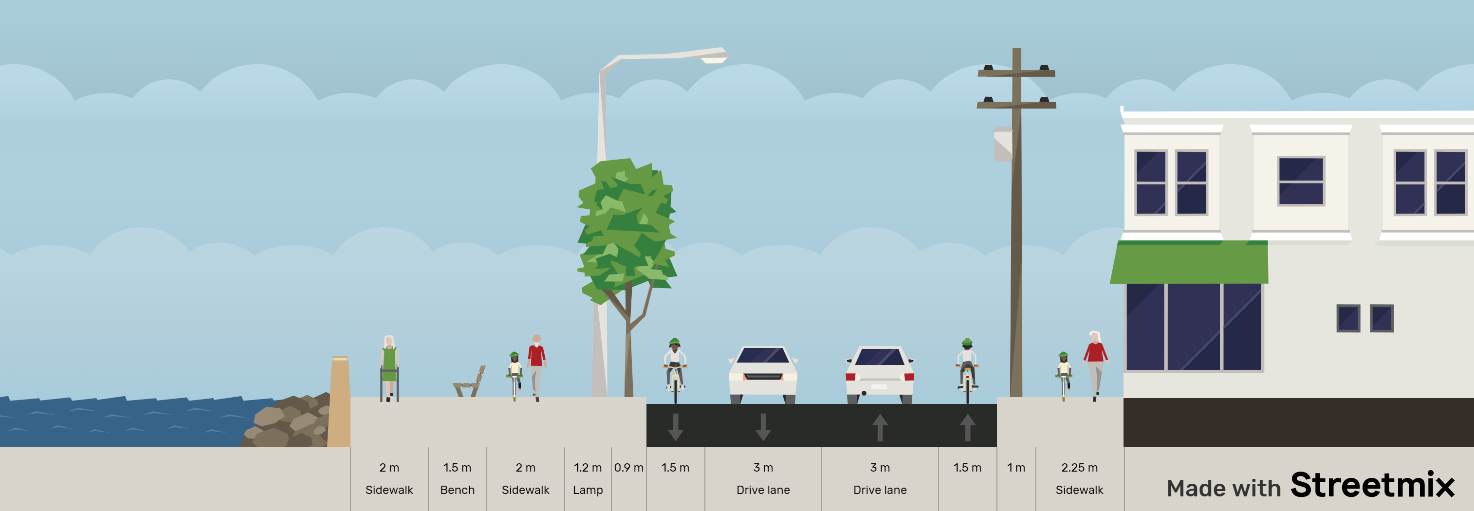 2 m
Sidewalk
1.5 m
Bench
2 m
Sidewalk
1.2 m
Lamp
0.9 m
1.5 m
3 m
Drive lane
3 m
Drive lane
1.5 m
1 m
2.25 m
Sidewalk
Made with Streetmix